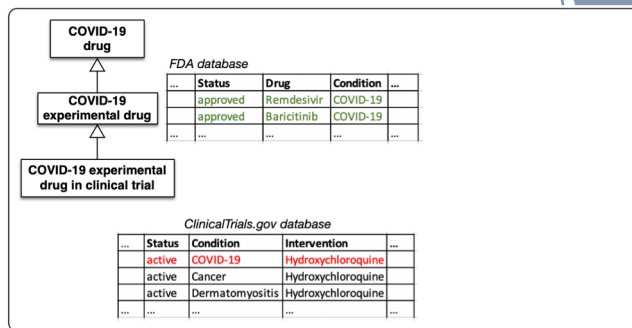 COVID-19
drug
COVID-19
experimental drug
COVID-19 experimental
drug in clinical trial
FDA database
... Status Drug Condition ...
approved Remdesivir COVID-19
approved Baricitinib COVID-19
... ... ... ... ...
ClinicalTrials.gov database
... Status Condition Intervention ...
active COVID-19 Hydroxychloroquine
active Cancer Hydroxychloroquine
active Dermatomyositis Hydroxychloroquine
... ... ... ... ...